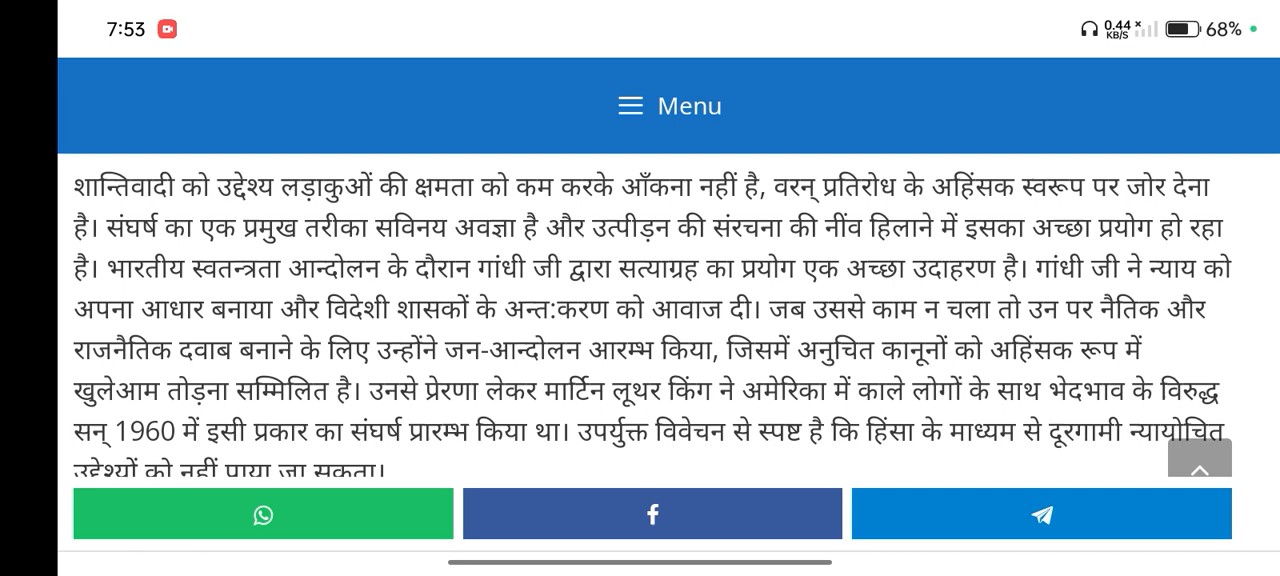 7:53
0.44 KB/S
68%
Menu
शान्तिवादी को उद्देश्य लड़ाकुओं की क्षमता को कम करके आँकना नहीं है, वरन् प्रतिरोध के अहिंसक स्वरूप पर जोर देना
है। संघर्ष का एक प्रमुख तरीका सविनय अवज्ञा है और उत्पीड़न की संरचना की नींव हिलाने में इसका अच्छा प्रयोग हो रहा
है। भारतीय स्वतन्त्रता आन्दोलन के दौरान गांधी जी द्वारा सत्याग्रह का प्रयोग एक अच्छा उदाहरण है। गांधी जी ने न्याय को
अपना आधार बनाया और विदेशी शासकों के अन्त:करण को आवाज दी। जब उससे काम न चला तो उन पर नैतिक और
राजनैतिक दवाब बनाने के लिए उन्होंने जन-आन्दोलन आरम्भ किया, जिसमें अनुचित कानूनों को अहिंसक रूप में
खुलेआम तोड़ना सम्मिलित है। उनसे प्रेरणा लेकर मार्टिन लूथर किंग ने अमेरिका में काले लोगों के साथ भेदभाव के विरुद्ध
सन् 1960 में इसी प्रकार का संघर्ष प्रारम्भ किया था। उपर्युक्त विवेचन से स्पष्ट है कि हिंसा के माध्यम से दूरगामी न्यायोचित
उद्देश्यों को नहीं पाया जा सकता।